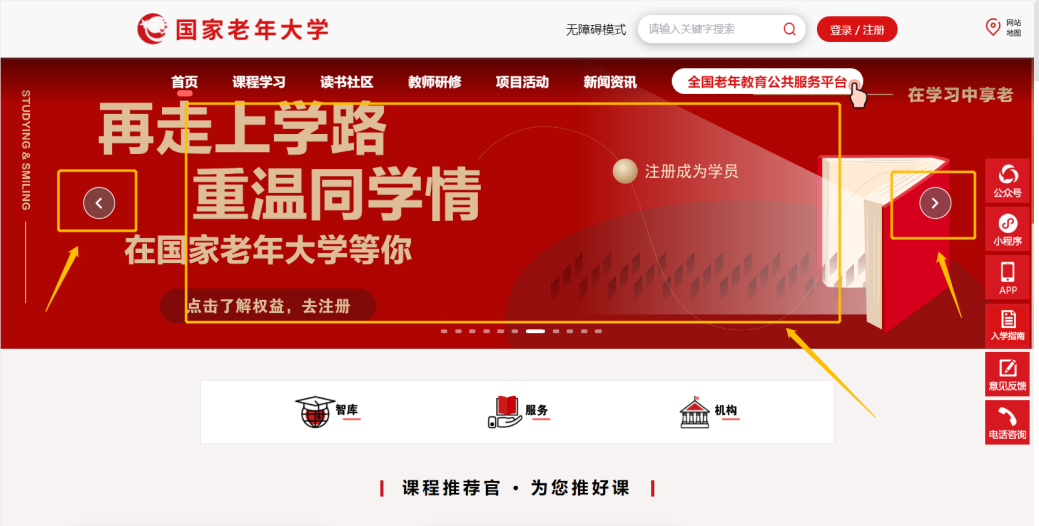 国家老年大学
无障碍模式
请输入关键字搜索
登录 / 注册
网站
地图
首页
课程学习
读书社区
教师研修
项目活动
新闻资讯
全国老年教育公共服务平台
在学习中享老
STUDYING & SMILING
再走上学路
重温同学情
在国家老年大学等你
点击了解权益，去注册
注册成为学员
公众号
小程序
APP
入学指南
意见反馈
电话咨询
智库
服务
机构
课程推荐官 · 为您推好课